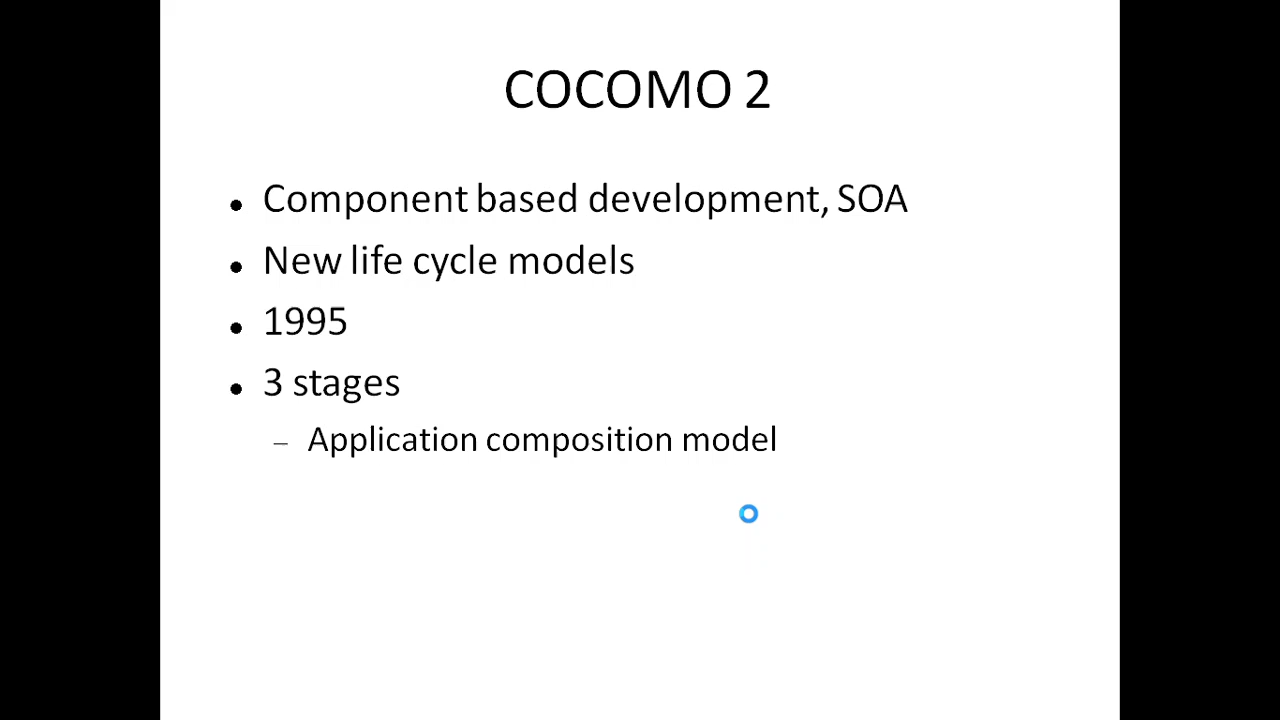 COCOMO 2
• Component based development, SOA
• New life cycle models
• 1995
• 3 stages
– Application composition model